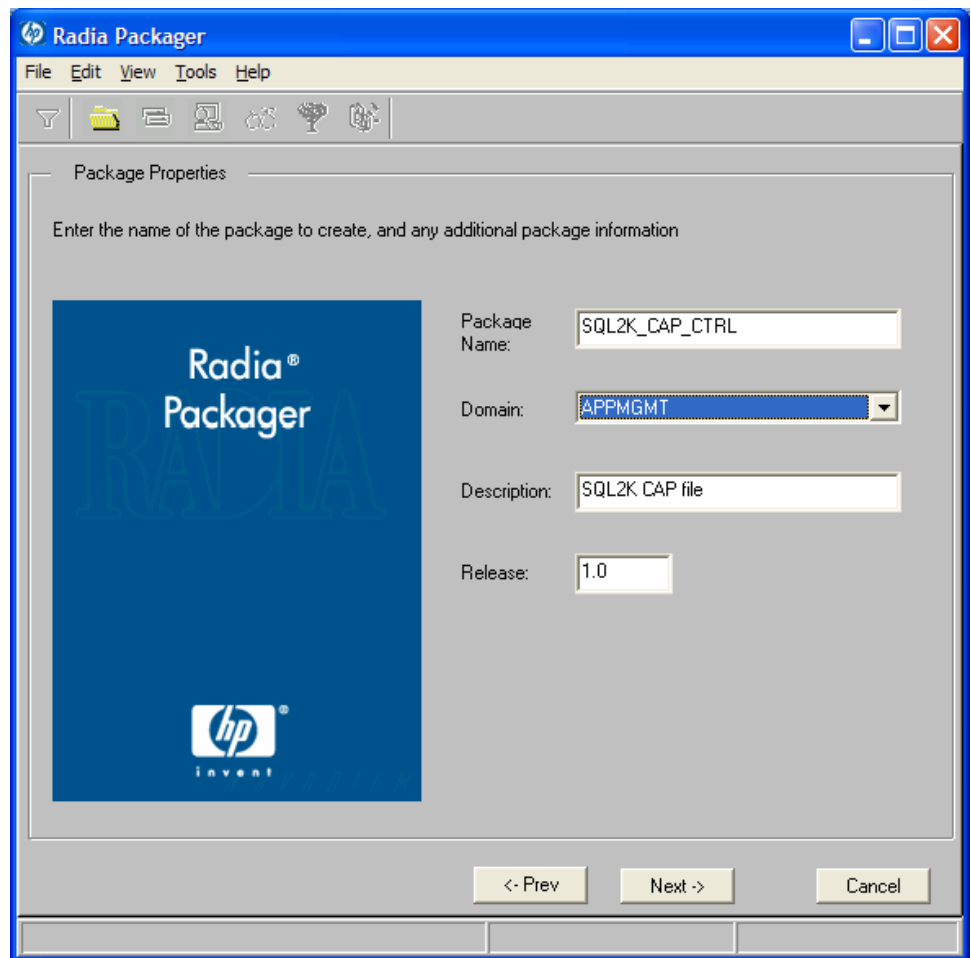 Radia Packager
File Edit View Tools Help
Package Properties
Enter the name of the package to create, and any additional package information
Radia®
Packager
RADIA
hp®
invent
Package
Name:
SQL2K_CAP_CTRL
Domain:
APPMGMT
Description:
SQL2K CAP file
Release:
1.0
<- Prev
Next ->
Cancel